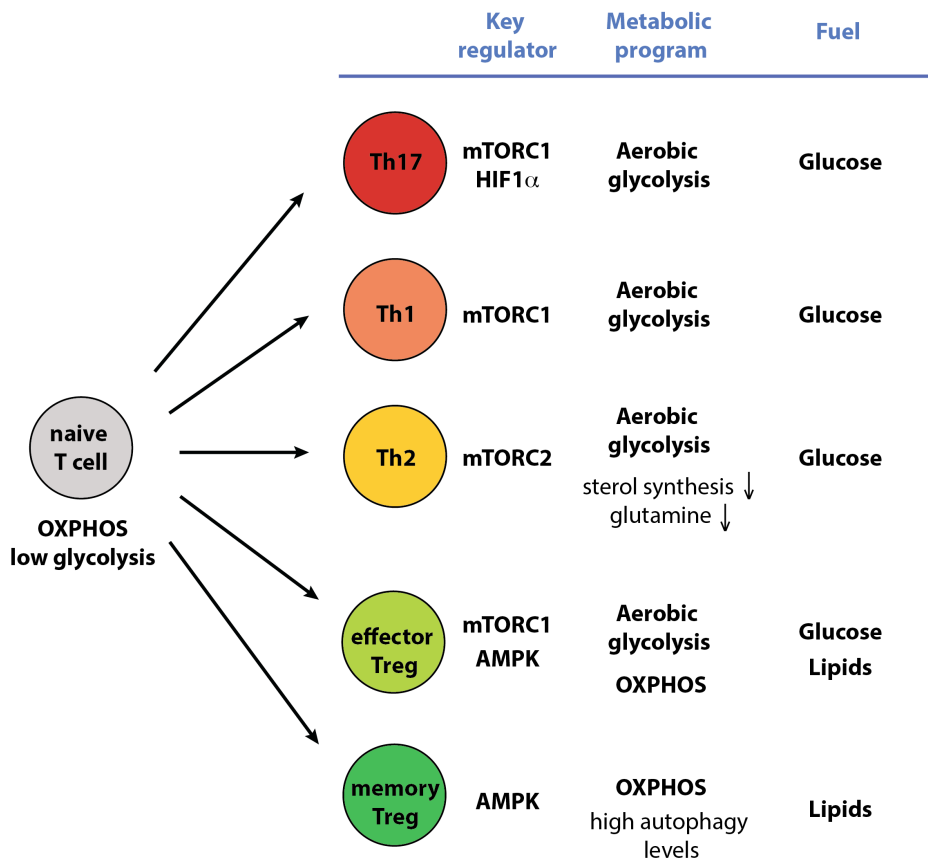 Key
regulator
Metabolic
program
Fuel
Th17
mTORC1
HIF1α
Aerobic
glycolysis
Glucose
Th1
mTORC1
Aerobic
glycolysis
Glucose
naive
T cell
OXPHOS
low glycolysis
Th2
mTORC2
Aerobic
glycolysis
sterol synthesis ↓
glutamine ↓
Glucose
effector
Treg
mTORC1
AMPK
Aerobic
glycolysis
OXPHOS
Glucose
Lipids
memory
Treg
AMPK
OXPHOS
high autophagy
levels
Lipids